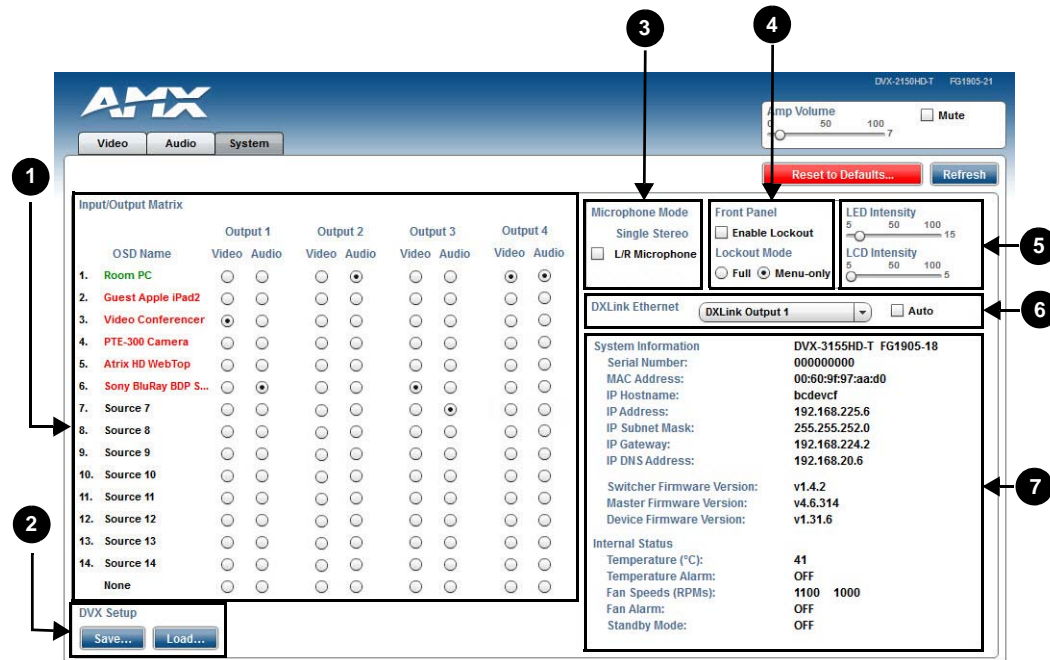 3
4
DVX-2150HD-T FG1905-21
AMX
Amp Volume
0 50 100
7
Mute
Video
Audio
System
Reset to Defaults...
Refresh
1
Input/Output Matrix
Output 1 Output 2 Output 3 Output 4
OSD Name Video Audio Video Audio Video Audio Video Audio
1. Room PC
2. Guest Apple iPad2
3. Video Conferencer
4. PTE-300 Camera
5. Atrix HD WebTop
6. Sony BluRay BDP S...
7. Source 7
8. Source 8
9. Source 9
10. Source 10
11. Source 11
12. Source 12
13. Source 13
14. Source 14
None
2
DVX Setup
Save...
Load...
Microphone Mode
Single Stereo
L/R Microphone
Front Panel
Enable Lockout
Lockout Mode
Full Menu-only
LED Intensity
5 50 100
15
LCD Intensity
5 50 100
5
5
DXLink Ethernet
DXLink Output 1
Auto
6
System Information DVX-3155HD-T FG1905-18
Serial Number: 000000000
MAC Address: 00:60:9f:97:aa:d0
IP Hostname: bcdevcf
IP Address: 192.168.225.6
IP Subnet Mask: 255.255.252.0
IP Gateway: 192.168.224.2
IP DNS Address: 192.168.20.6
Switcher Firmware Version: v1.4.2
Master Firmware Version: v4.6.314
Device Firmware Version: v1.31.6
7
Internal Status
Temperature (°C): 41
Temperature Alarm: OFF
Fan Speeds (RPMs): 1100 1000
Fan Alarm: OFF
Standby Mode: OFF